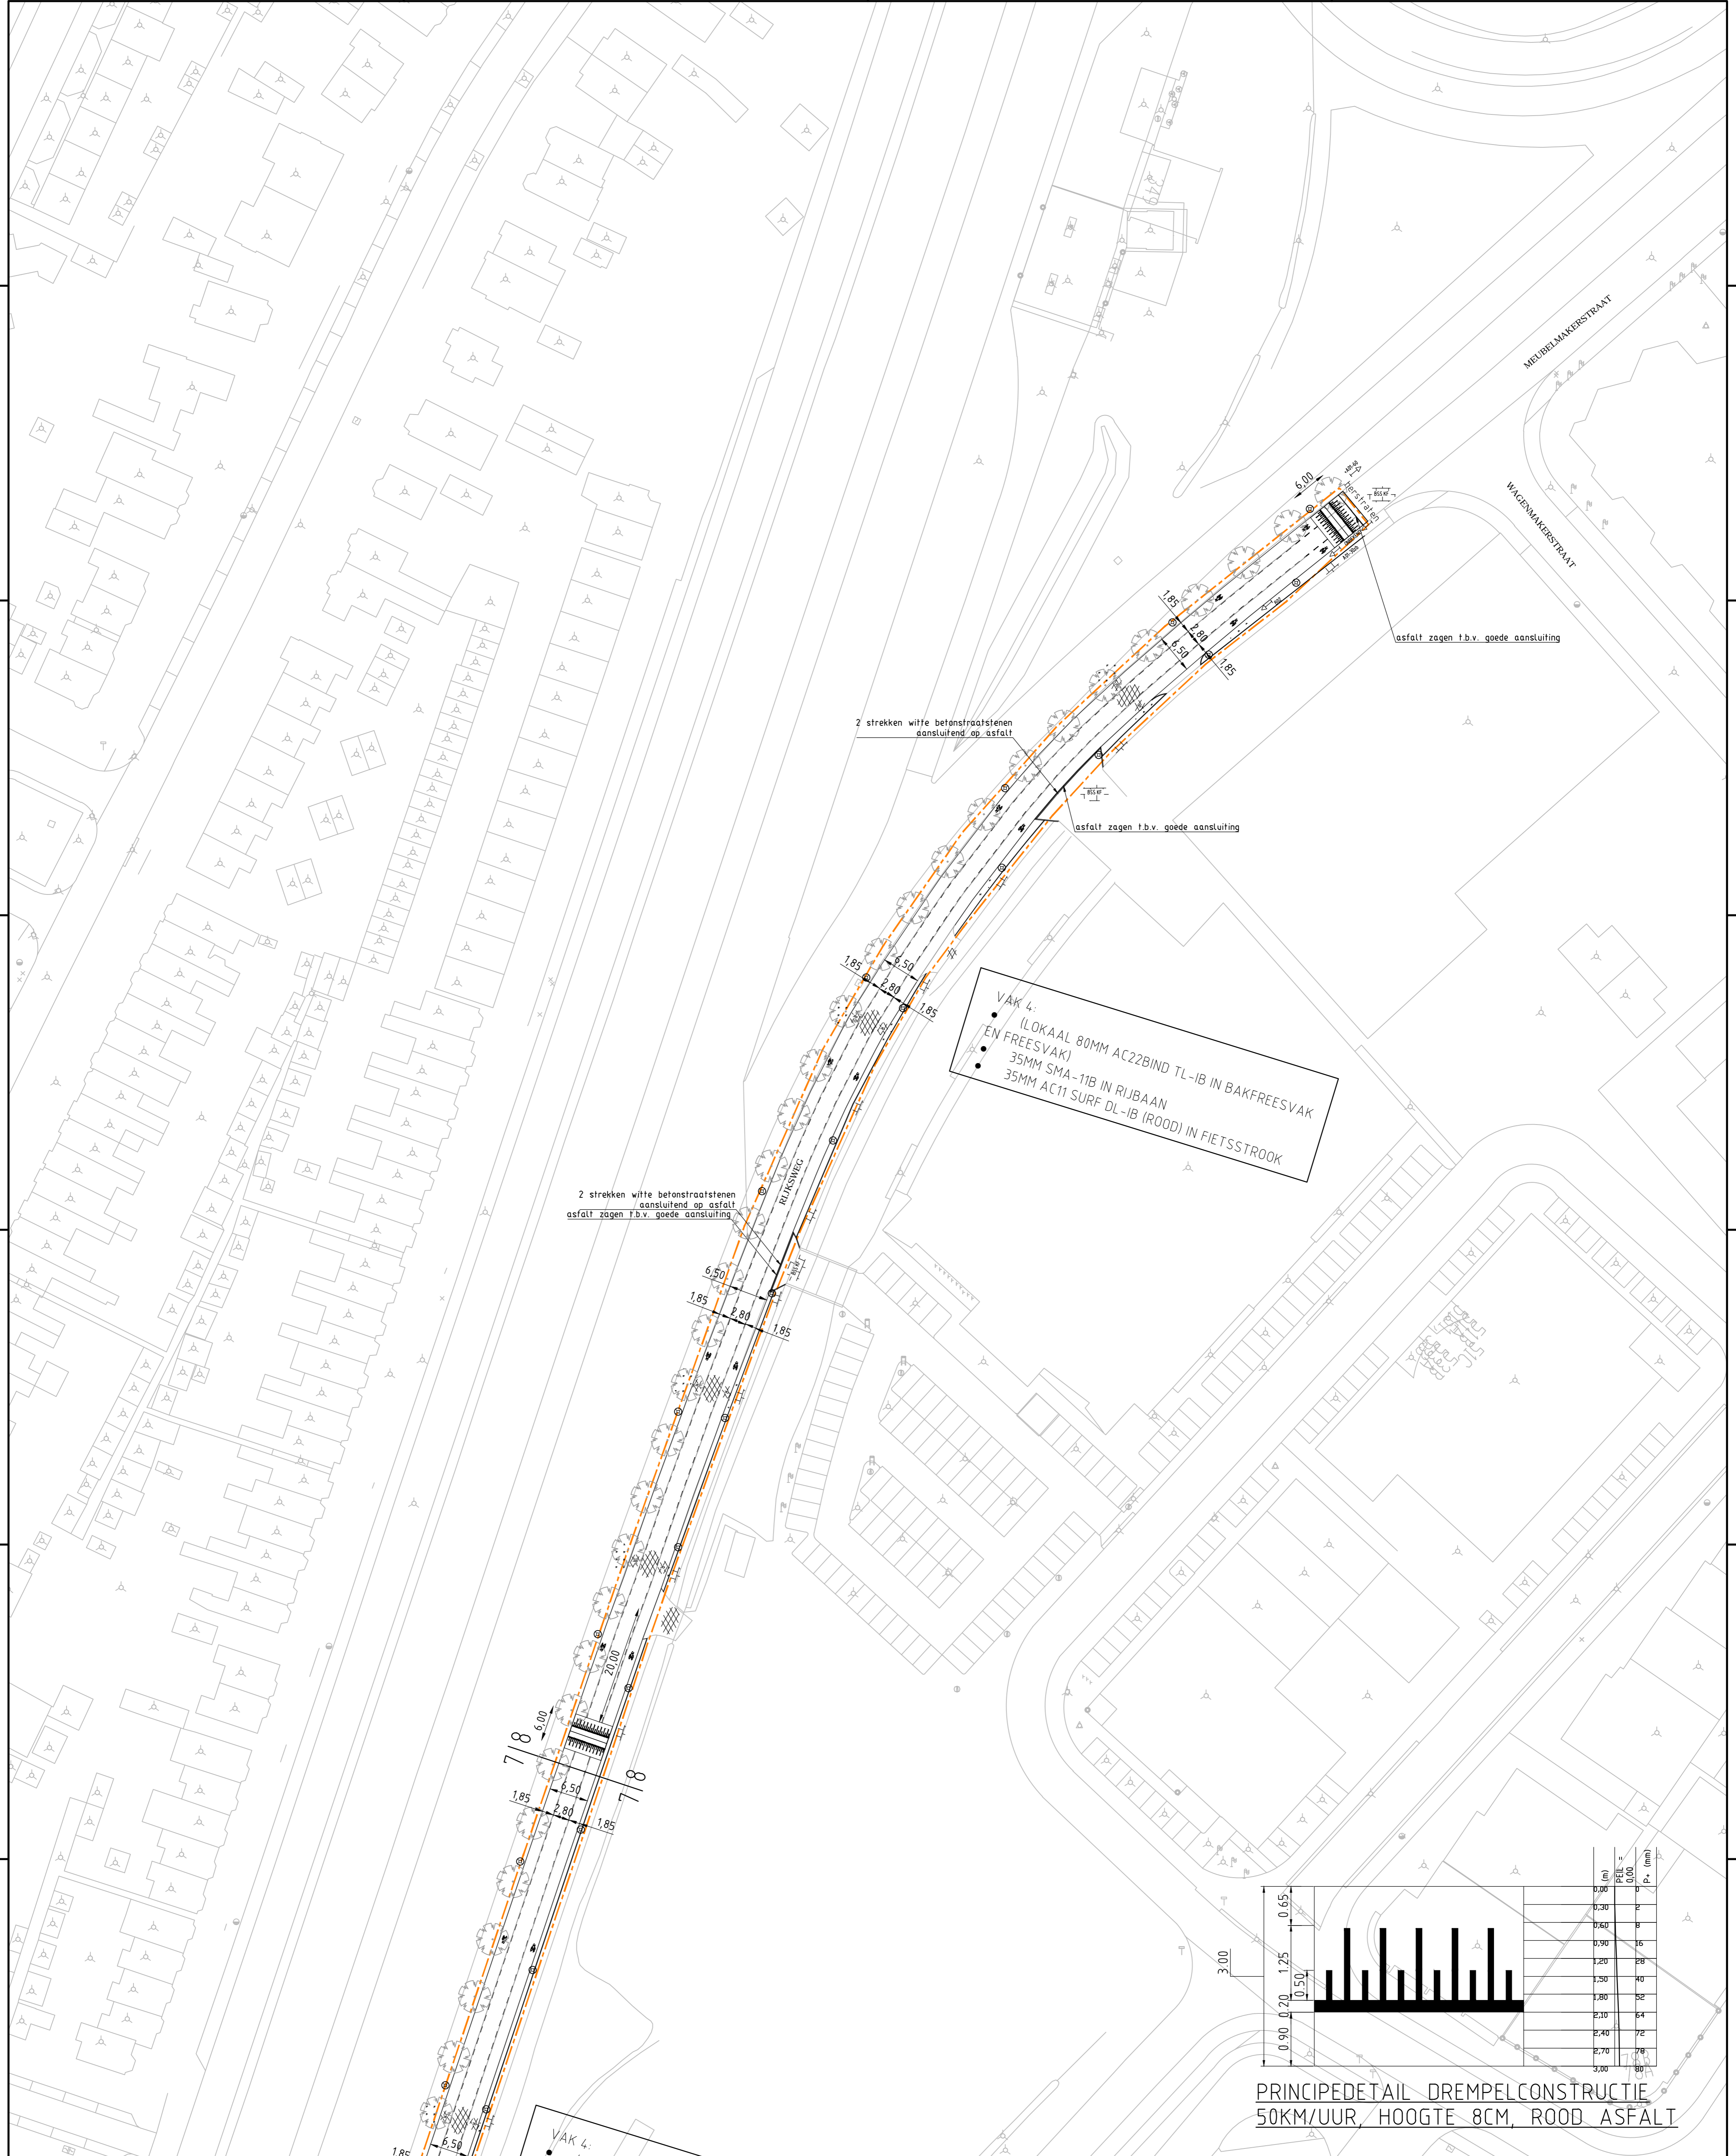 MEUBELMAKERSTRAAT
WAGENMAKERSTRAAT
6,00
herstraten
BSS KF
asfalt zagen t.b.v. goede aansluiting
1,85
2,80
6,50
1,85
2 strekken witte betonstraatstenen
aansluitend op asfalt
BSS KF
asfalt zagen t.b.v. goede aansluiting
1,85
6,50
2,80
1,85
VAK 4:
(LOKAAL 80MM AC22BIND TL-IB IN BAKFREESVAK
EN FREESVAK)
35MM SMA-11B IN RIJBAAN
35MM AC11 SURF DL-IB (ROOD) IN FIETSSTROOK
RIJKSWEG
2 strekken witte betonstraatstenen
aansluitend op asfalt
asfalt zagen t.b.v. goede aansluiting
BSS KF
6,50
1,85
2,80
1,85
20,00
6,00
7 8
7 8
6,50
1,85
2,80
1,85
(m)
PEIL =
0,00
P+ (mm)
0,00 0
0,30 2
0,60 8
0,90 16
1,20 28
1,50 40
1,80 52
2,10 64
2,40 72
2,70 78
3,00 80
3.00
0.65
1.25
0.50
0.20
0.90
PRINCIPEDETAIL DREMPELCONSTRUCTIE
50KM/UUR, HOOGTE 8CM, ROOD ASFALT
VAK 4:
1,85
6,50